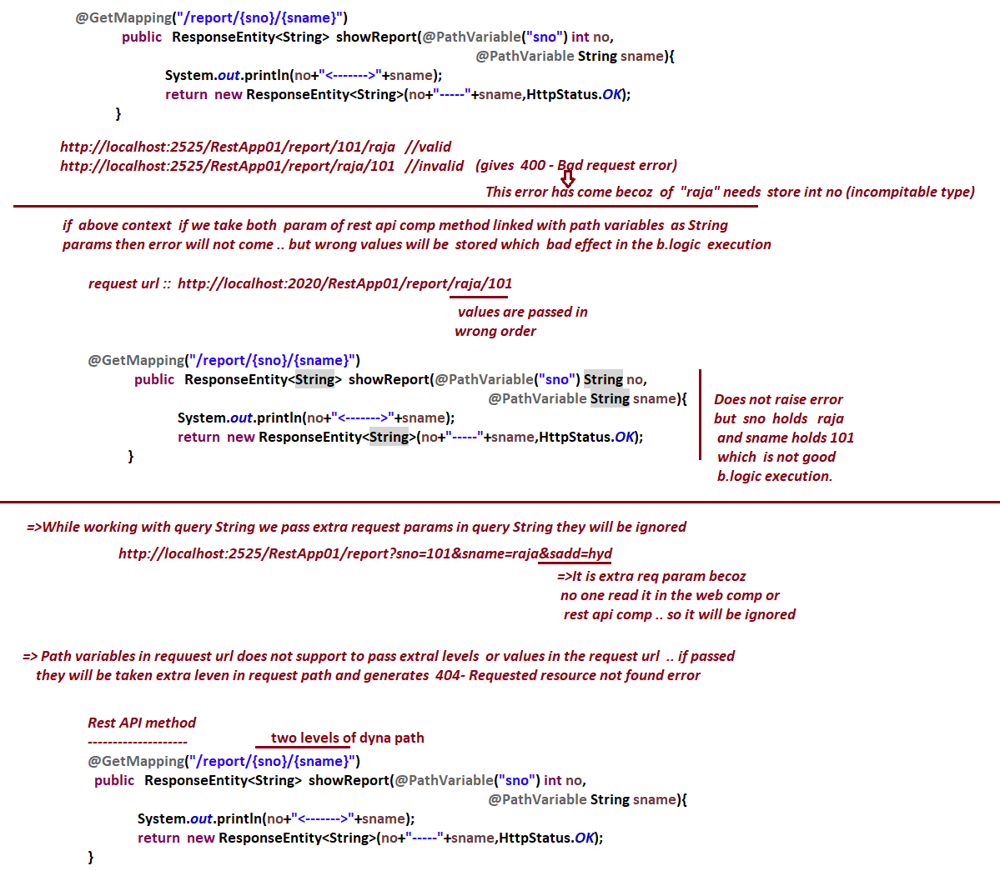 @GetMapping("/report/{sno}/{sname}")
public ResponseEntity<String> showReport(@PathVariable("sno") int no,
@PathVariable String sname){
System.out.println(no+"<------->"+sname);
return new ResponseEntity<String>(no+"-----"+sname,HttpStatus.OK);
}
http://localhost:2525/RestApp01/report/101/raja //valid
http://localhost:2525/RestApp01/report/raja/101 //invalid (gives 400 - Bad request error)
This error has come becoz of "raja" needs store int no (incompitable type)
if above context if we take both param of rest api comp method linked with path variables as String
params then error will not come .. but wrong values will be stored which bad effect in the b.logic execution
request url :: http://localhost:2020/RestApp01/report/raja/101
values are passed in
wrong order
@GetMapping("/report/{sno}/{sname}")
public ResponseEntity<String> showReport(@PathVariable("sno") String no,
@PathVariable String sname){
System.out.println(no+"<------->"+sname);
return new ResponseEntity<String>(no+"-----"+sname,HttpStatus.OK);
}
Does not raise error
but sno holds raja
and sname holds 101
which is not good
b.logic execution.
=>While working with query String we pass extra request params in query String they will be ignored
http://localhost:2525/RestApp01/report?sno=101&sname=raja&sadd=hyd
=>It is extra req param becoz
no one read it in the web comp or
rest api comp .. so it will be ignored
=> Path variables in requuest url does not support to pass extral levels or values in the request url .. if passed
they will be taken extra leven in request path and generates 404- Requested resource not found error
Rest API method
--------------------
two levels of dyna path
@GetMapping("/report/{sno}/{sname}")
public ResponseEntity<String> showReport(@PathVariable("sno") int no,
@PathVariable String sname){
System.out.println(no+"<------->"+sname);
return new ResponseEntity<String>(no+"-----"+sname,HttpStatus.OK);
}